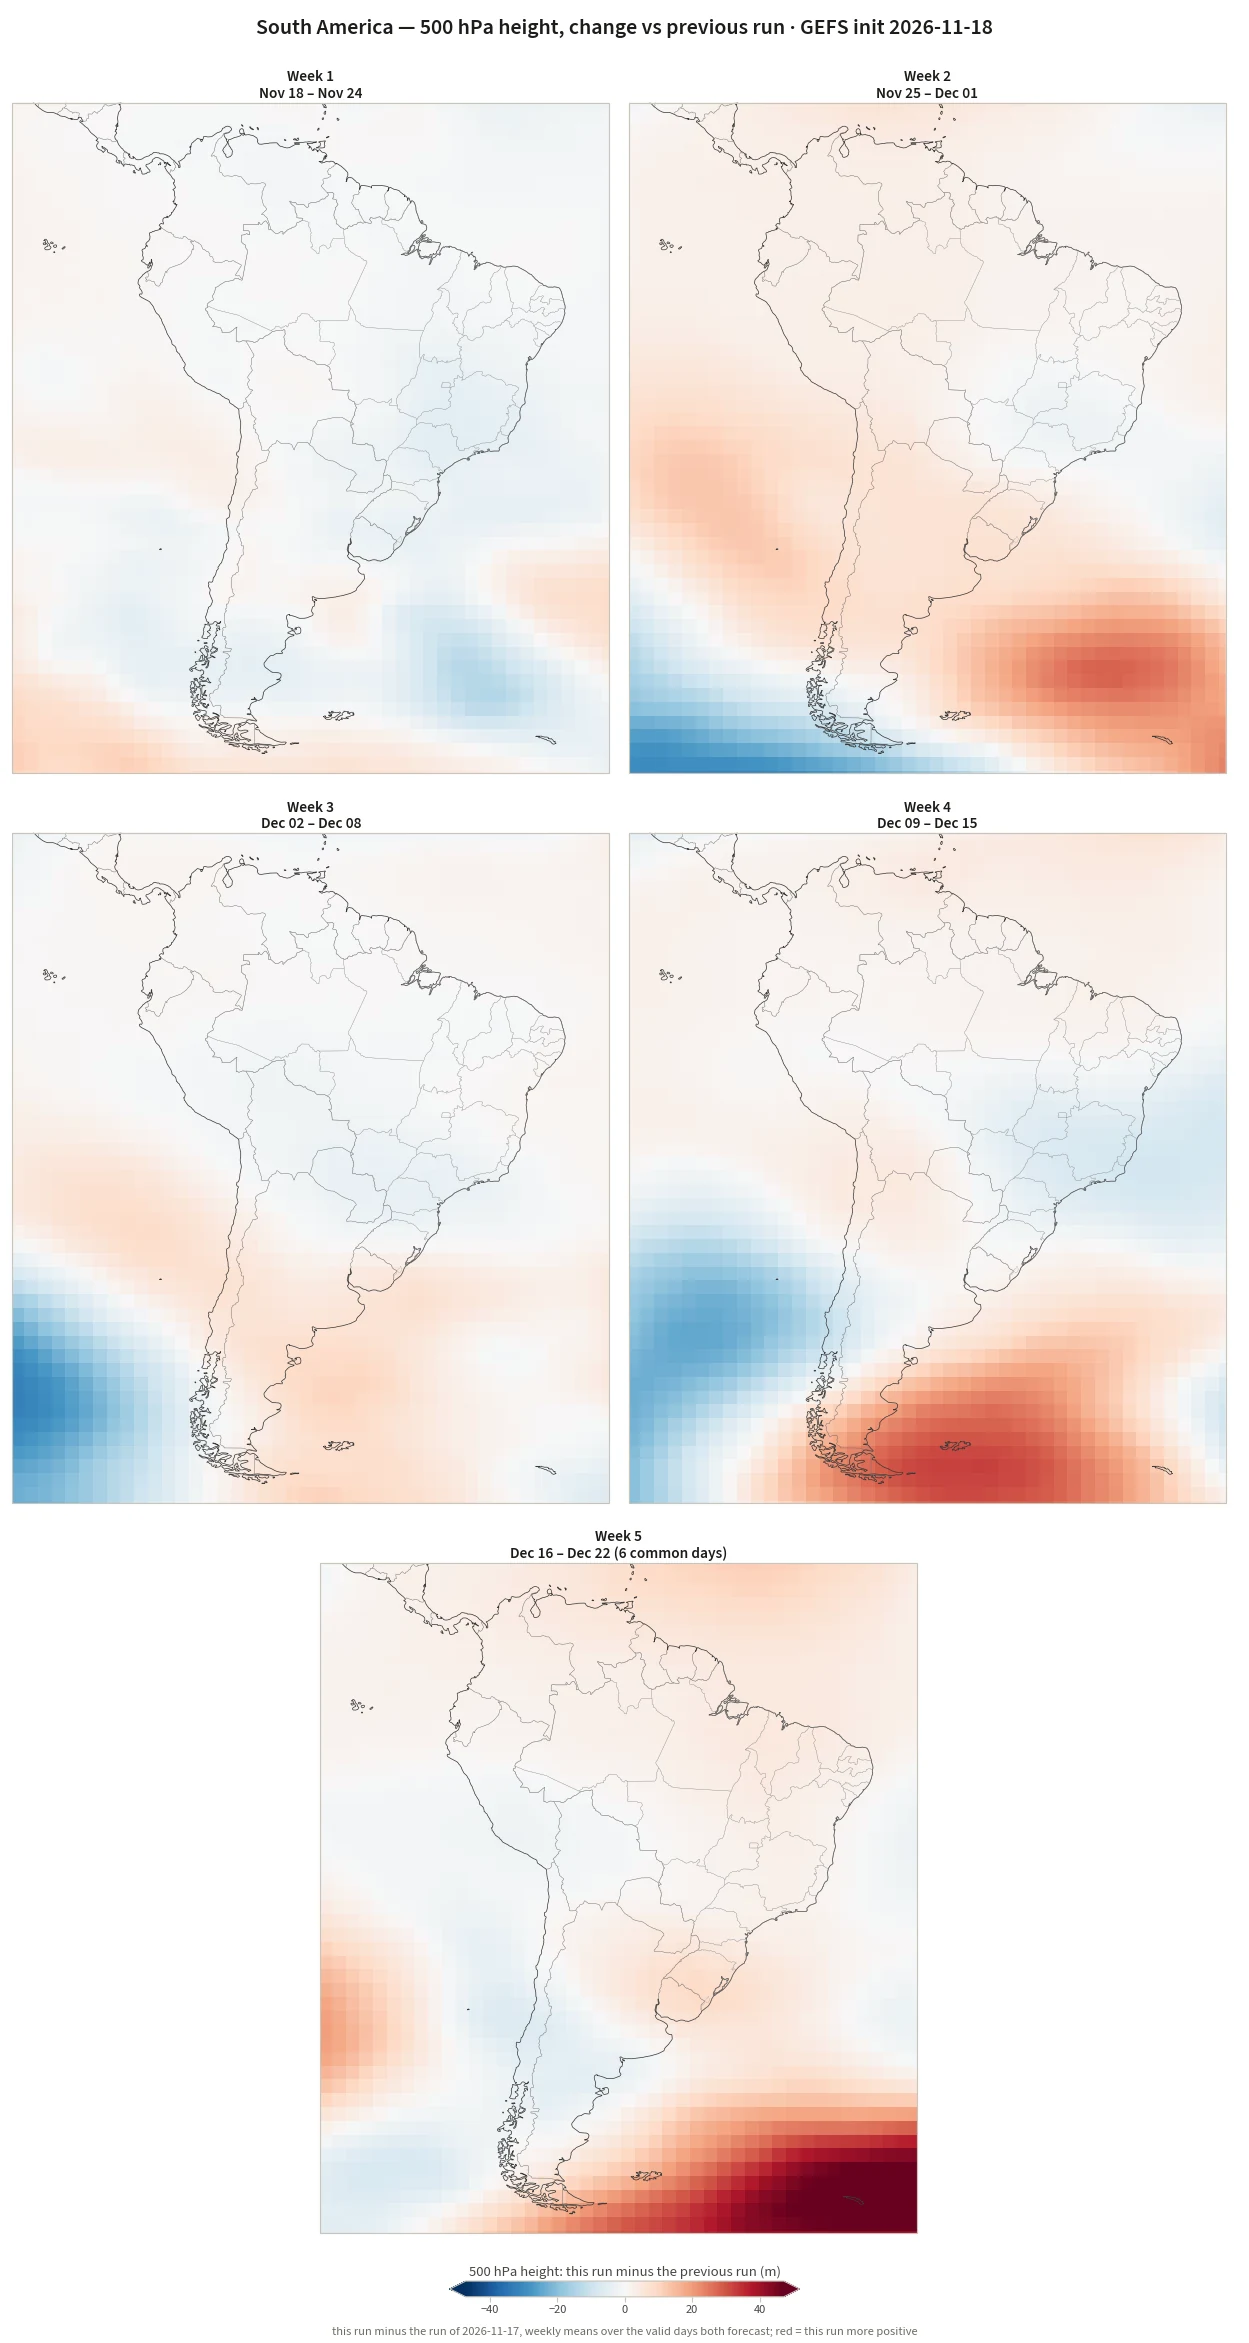 South America — 500 hPa height, change vs previous run · GEFS init 2026-11-18
Week 1
Nov 18 – Nov 24
Week 2
Nov 25 – Dec 01
Week 3
Dec 02 – Dec 08
Week 4
Dec 09 – Dec 15
Week 5
Dec 16 – Dec 22 (6 common days)
500 hPa height: this run minus the previous run (m)
−40 −20 0 20 40
this run minus the run of 2026-11-17, weekly means over the valid days both forecast; red = this run more positive